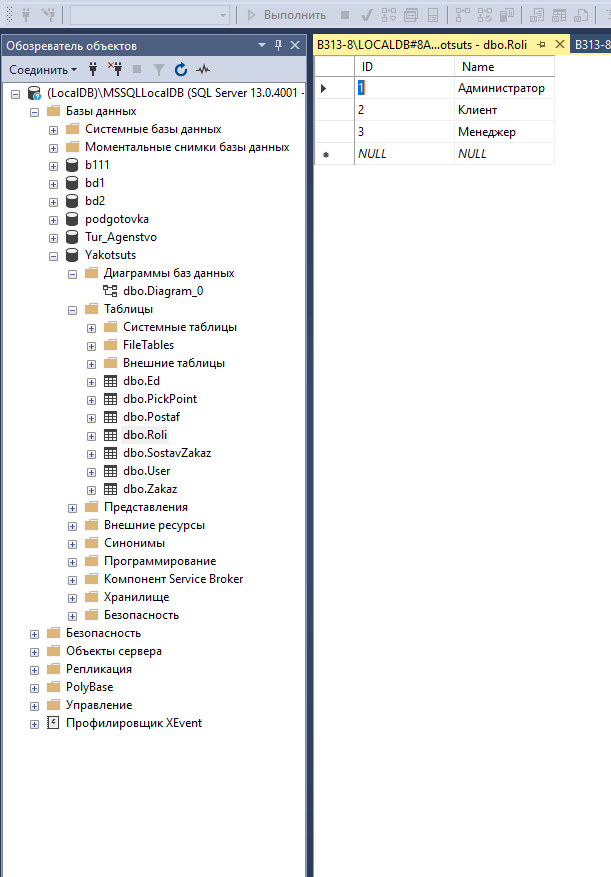 Выполнить
Обозреватель объектов
Соединить
(LocalDB)\MSSQLLocalDB (SQL Server 13.0.4001 -
Базы данных
Системные базы данных
Моментальные снимки базы данных
b111
bd1
bd2
podgotovka
Tur_Agenstvo
Yakotsuts
Диаграммы баз данных
dbo.Diagram_0
Таблицы
Системные таблицы
FileTables
Внешние таблицы
dbo.Ed
dbo.PickPoint
dbo.Postaf
dbo.Roli
dbo.SostavZakaz
dbo.User
dbo.Zakaz
Представления
Внешние ресурсы
Синонимы
Программирование
Компонент Service Broker
Хранилище
Безопасность
Безопасность
Объекты сервера
Репликация
PolyBase
Управление
Профилировщик XEvent
B313-8\LOCALDB#8A...otsuts - dbo.Roli
B313-8
ID Name
1 Администратор
2 Клиент
3 Менеджер
NULL NULL